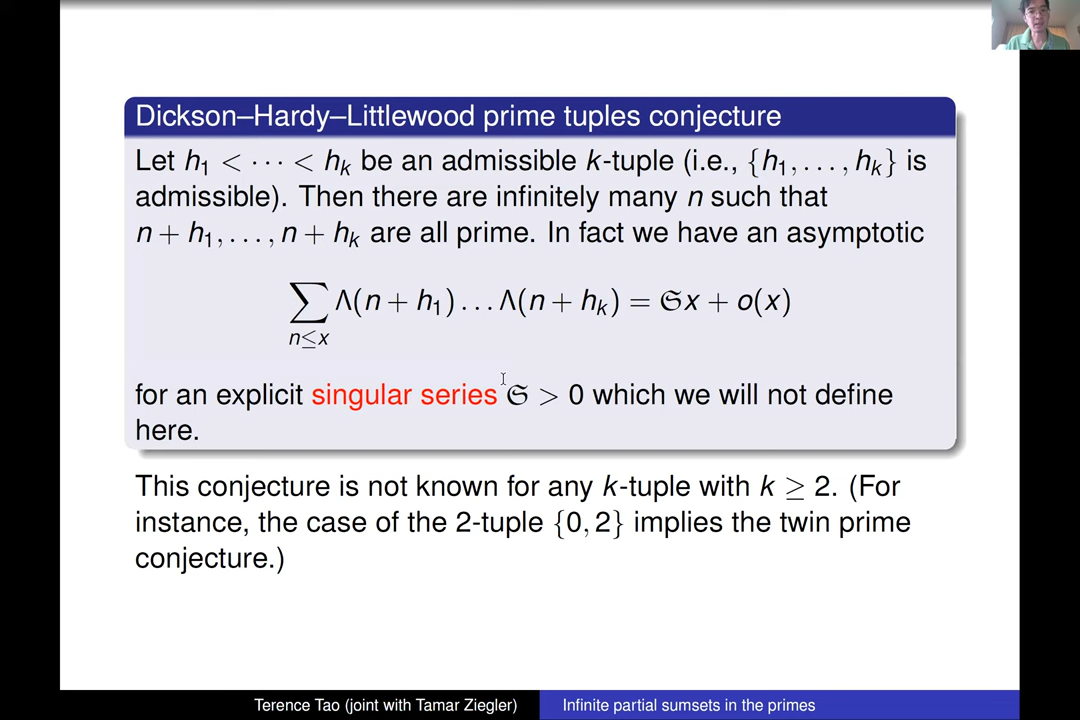 Dickson–Hardy–Littlewood prime tuples conjecture
Let h₁ < ⋯ < hₖ be an admissible k-tuple (i.e., {h₁, . . . , hₖ} is
admissible). Then there are infinitely many n such that
n + h₁, . . . , n + hₖ are all prime. In fact we have an asymptotic
∑ Λ(n + h₁) . . . Λ(n + hₖ) = 𝔖x + o(x)
n≤x
for an explicit singular series 𝔖 > 0 which we will not define
here.
This conjecture is not known for any k-tuple with k ≥ 2. (For
instance, the case of the 2-tuple {0, 2} implies the twin prime
conjecture.)
Terence Tao (joint with Tamar Ziegler)
Infinite partial sumsets in the primes